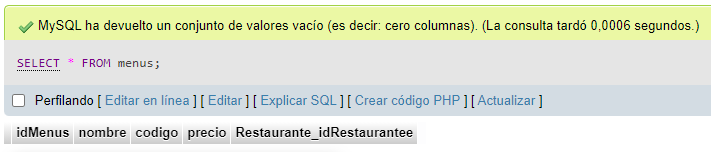 MySQL ha devuelto un conjunto de valores vacío (es decir: cero columnas). (La consulta tardó 0,0006 segundos.)
SELECT * FROM menus;
Perfilando [ Editar en línea ] [ Editar ] [ Explicar SQL ] [ Crear código PHP ] [ Actualizar ]
idMenus nombre codigo precio Restaurante_idRestaurantee